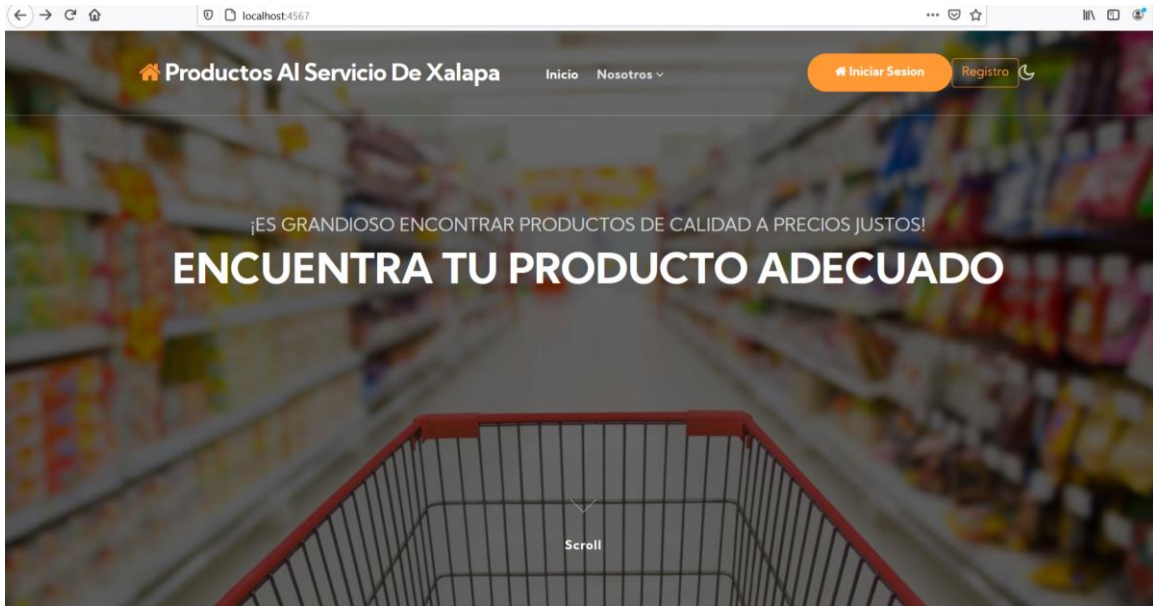 localhost:4567
Productos Al Servicio De Xalapa
Inicio
Nosotros
Iniciar Sesion
Registro
¡ES GRANDIOSO ENCONTRAR PRODUCTOS DE CALIDAD A PRECIOS JUSTOS!
ENCUENTRA TU PRODUCTO ADECUADO
Scroll